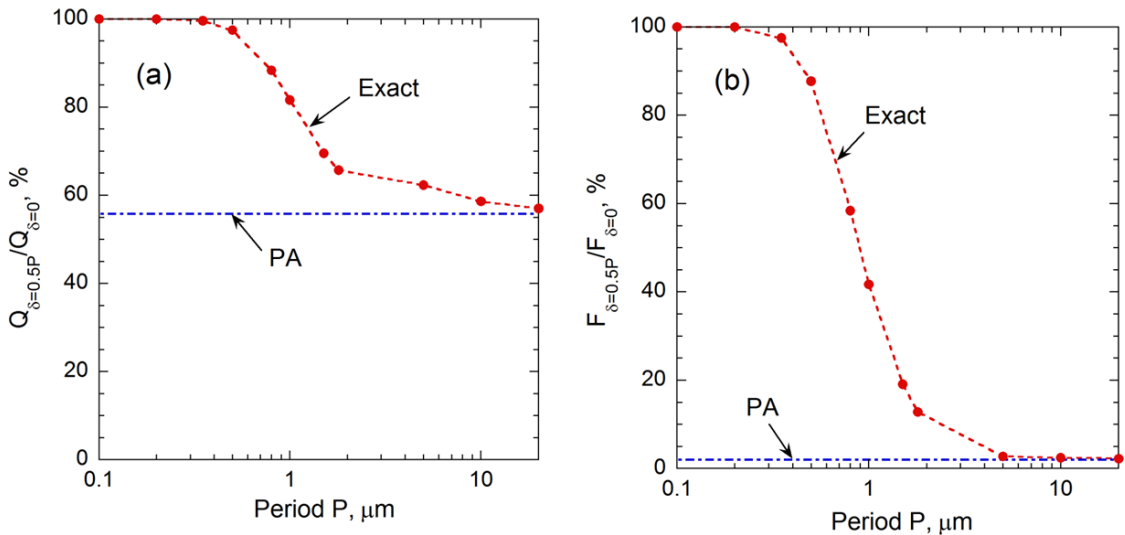 (a)
Exact
PA
100
80
60
40
20
0
0.1
1
10
Period P, μm
Q δ=0.5P/Q δ=0, %
(b)
Exact
PA
100
80
60
40
20
0
0.1
1
10
Period P, μm
F δ=0.5P/F δ=0, %